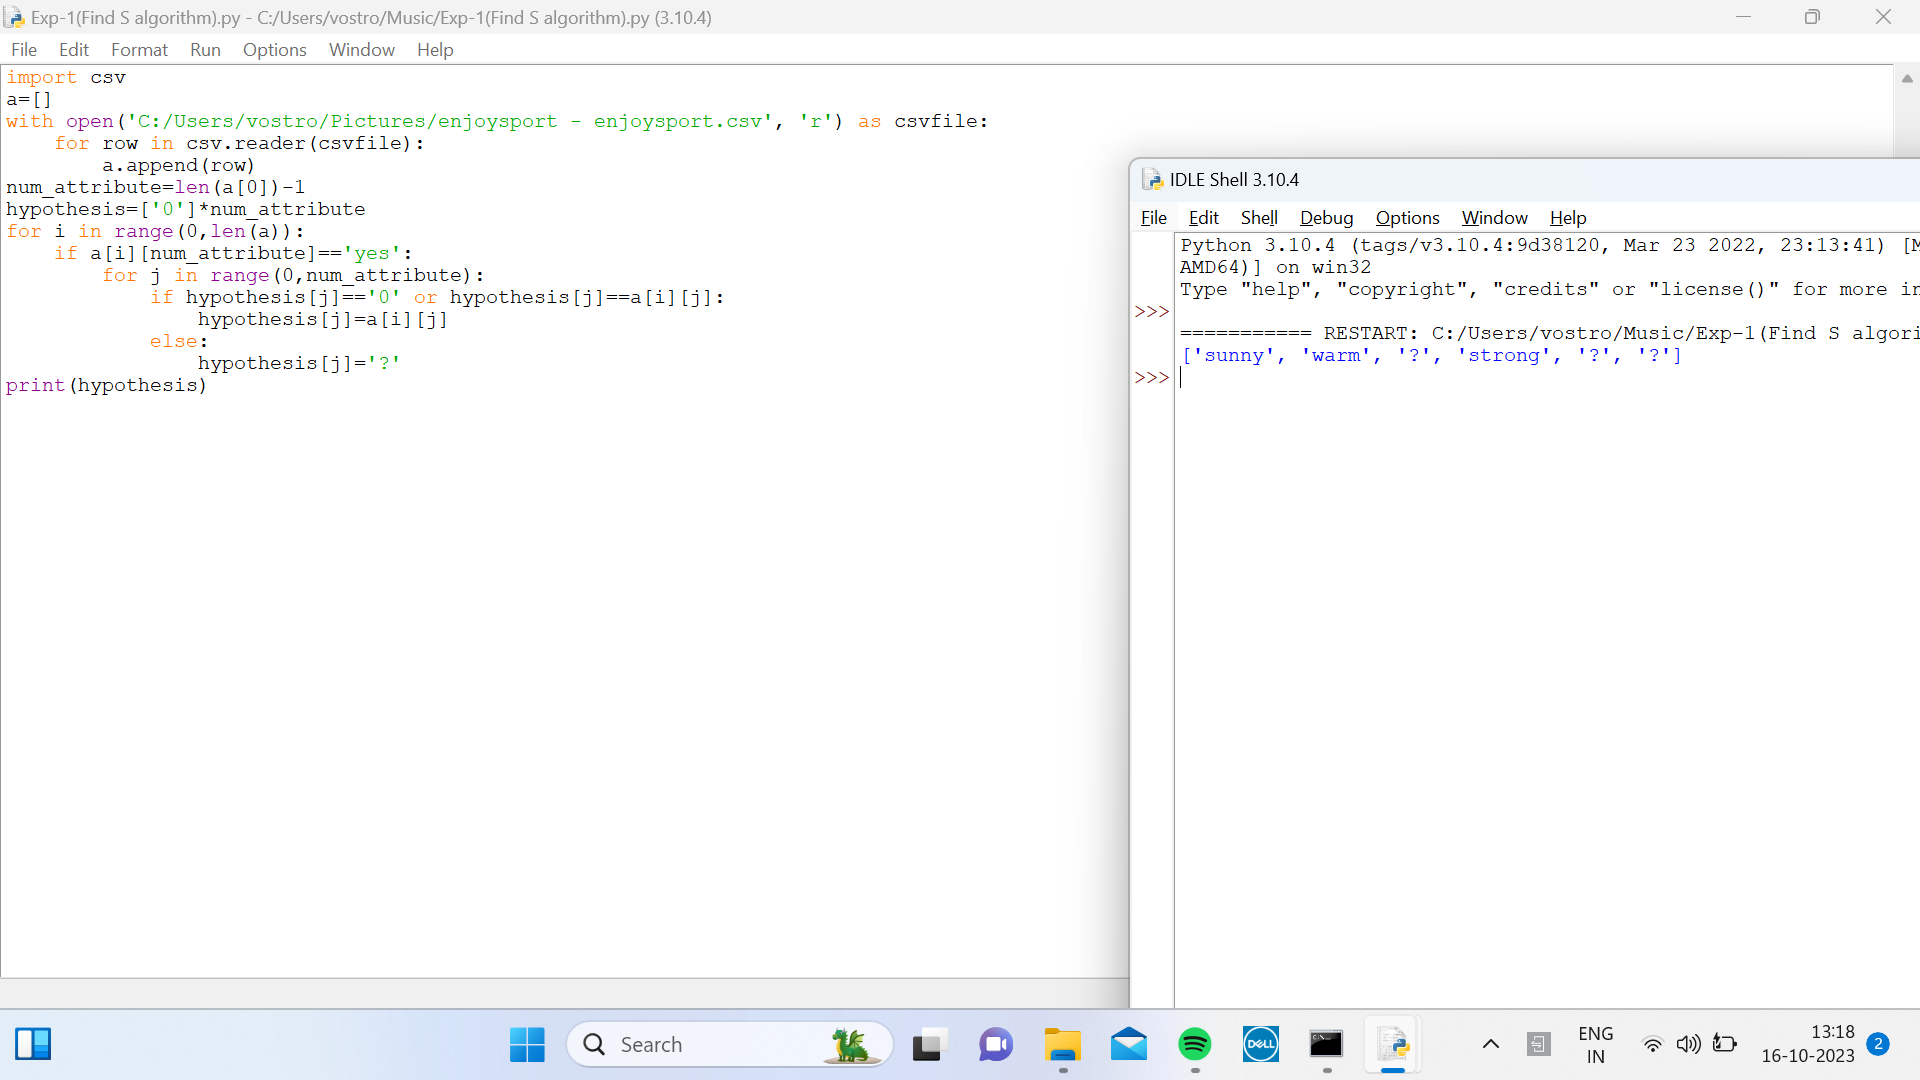 Exp-1(Find S algorithm).py - C:/Users/vostro/Music/Exp-1(Find S algorithm).py (3.10.4)
File Edit Format Run Options Window Help
import csv
a=[]
with open('C:/Users/vostro/Pictures/enjoysport - enjoysport.csv', 'r') as csvfile:
    for row in csv.reader(csvfile):
        a.append(row)
num_attribute=len(a[0])-1
hypothesis=['0']*num_attribute
for i in range(0,len(a)):
    if a[i][num_attribute]=='yes':
        for j in range(0,num_attribute):
            if hypothesis[j]=='0' or hypothesis[j]==a[i][j]:
                hypothesis[j]=a[i][j]
            else:
                hypothesis[j]='?'
print(hypothesis)
IDLE Shell 3.10.4
File Edit Shell Debug Options Window Help
Python 3.10.4 (tags/v3.10.4:9d38120, Mar 23 2022, 23:13:41) [M
AMD64)] on win32
Type "help", "copyright", "credits" or "license()" for more in
>>>
=========== RESTART: C:/Users/vostro/Music/Exp-1(Find S algori
['sunny', 'warm', '?', 'strong', '?', '?']
>>>
Search
DELL
ENG
IN
13:18
16-10-2023
2